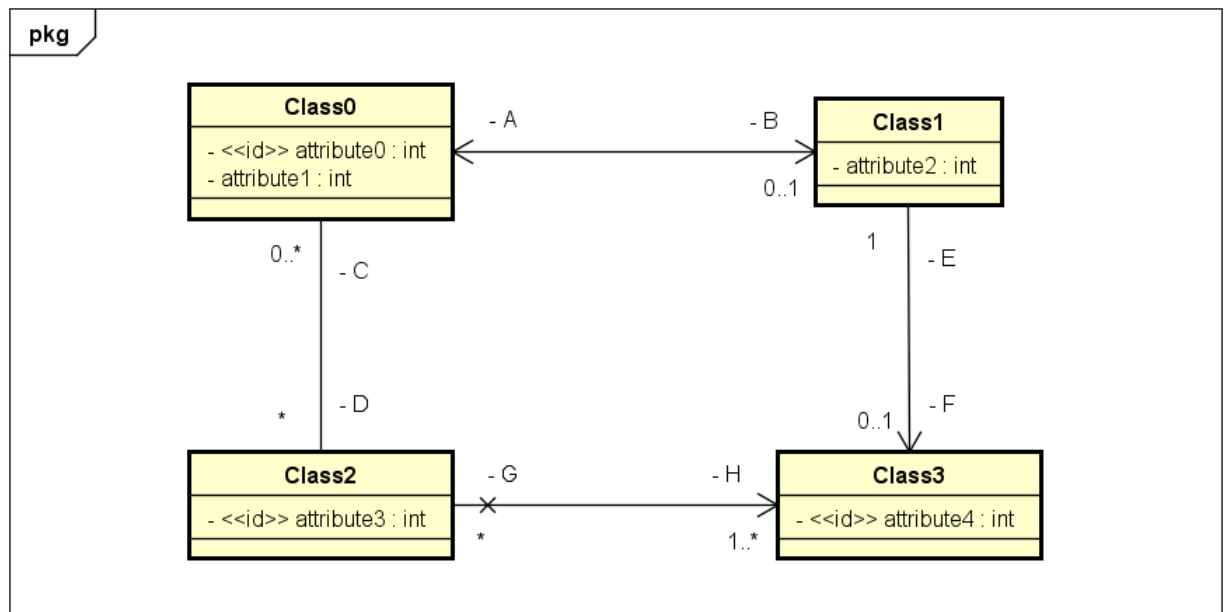 pkg
Class0
- <<id>> attribute0 : int
- attribute1 : int
- A
- B
0..1
Class1
- attribute2 : int
0..*
- C
1
- E
*
- D
0..1
- F
Class2
- <<id>> attribute3 : int
- G
*
- H
1..*
Class3
- <<id>> attribute4 : int